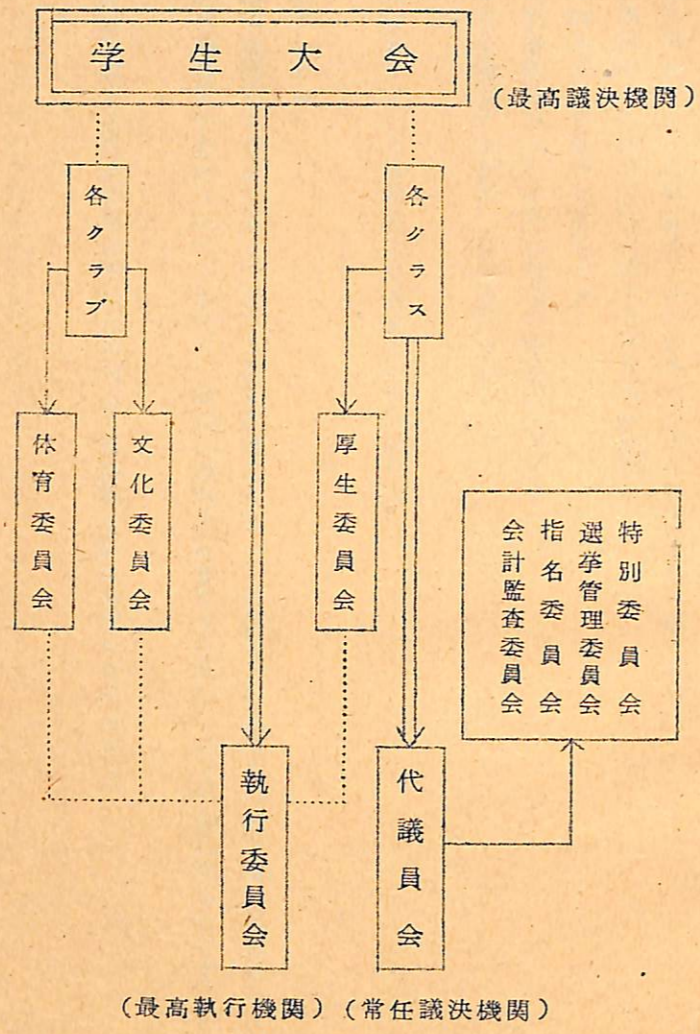 学生大会
(最高議決機関)
各クラブ
各クラス
体育委員会
文化委員会
厚生委員会
特別委員会
選挙管理委員会
指名委員会
会計監査委員会
執行委員会
代議員会
(最高執行機関)
(常任議決機関)